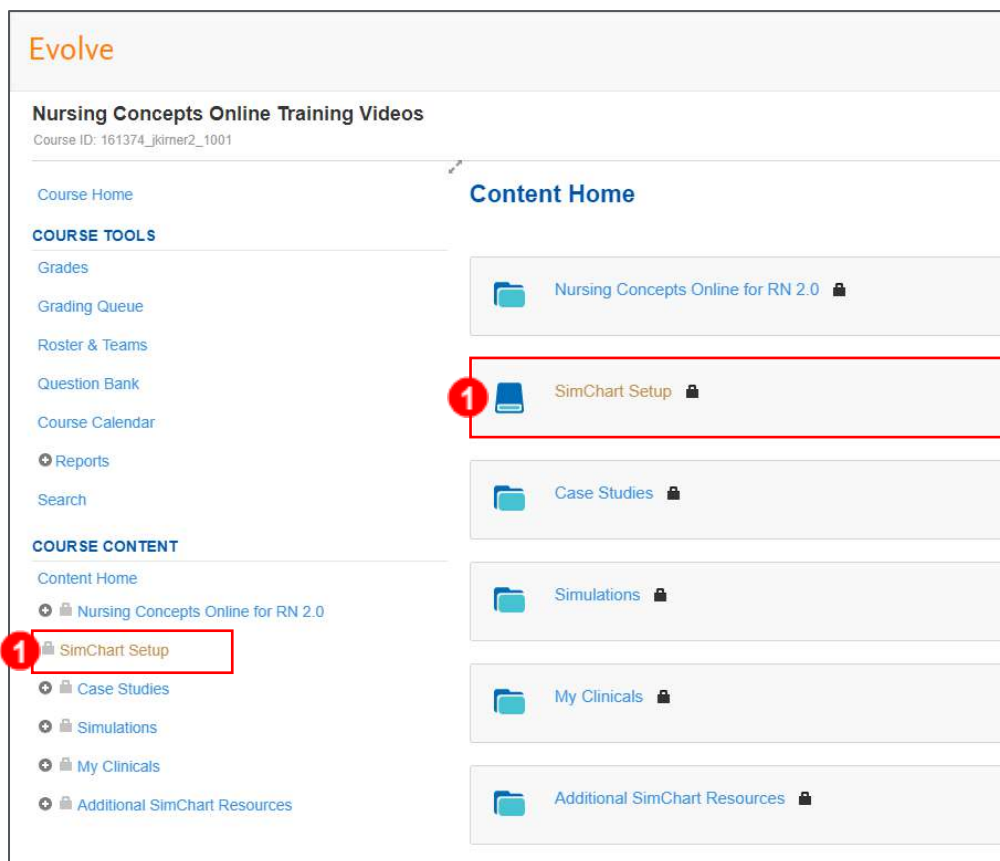 Evolve
Nursing Concepts Online Training Videos
Course ID: 161374_jkirner2_1001
Course Home
COURSE TOOLS
Grades
Grading Queue
Roster & Teams
Question Bank
Course Calendar
Reports
Search
COURSE CONTENT
Content Home
Nursing Concepts Online for RN 2.0
1 SimChart Setup
Case Studies
Simulations
My Clinicals
Additional SimChart Resources
Content Home
Nursing Concepts Online for RN 2.0
1 SimChart Setup
Case Studies
Simulations
My Clinicals
Additional SimChart Resources